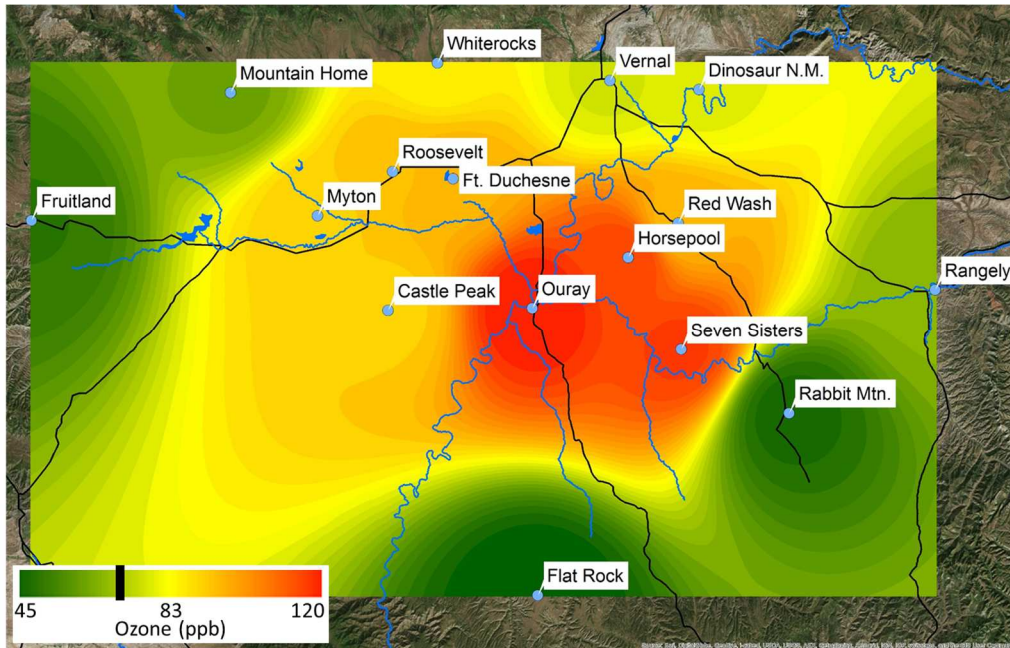 Whiterocks
Vernal
Mountain Home
Dinosaur N.M.
Roosevelt
Ft. Duchesne
Fruitland
Myton
Red Wash
Horsepool
Rangely
Castle Peak
Ouray
Seven Sisters
Rabbit Mtn.
Flat Rock
45 83 120
Ozone (ppb)